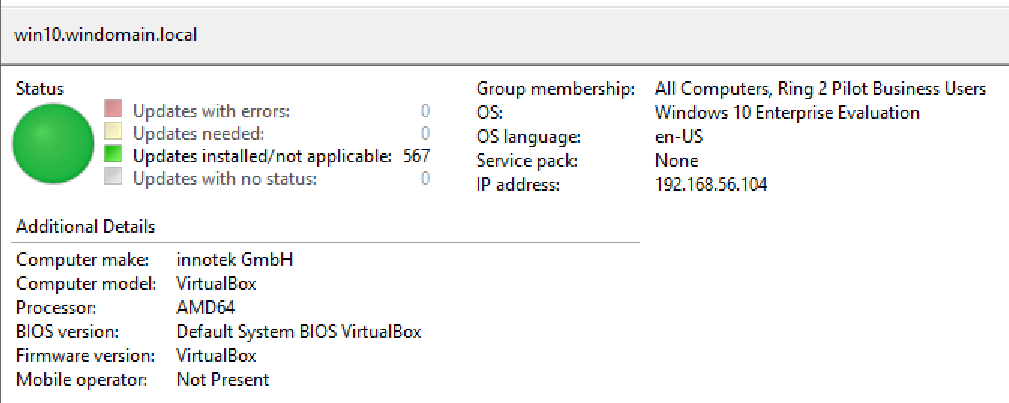 win10.windomain.local
Status
Updates with errors: 0
Updates needed: 0
Updates installed/not applicable: 567
Updates with no status: 0
Group membership: All Computers, Ring 2 Pilot Business Users
OS: Windows 10 Enterprise Evaluation
OS language: en-US
Service pack: None
IP address: 192.168.56.104
Additional Details
Computer make: innotek GmbH
Computer model: VirtualBox
Processor: AMD64
BIOS version: Default System BIOS VirtualBox
Firmware version: VirtualBox
Mobile operator: Not Present